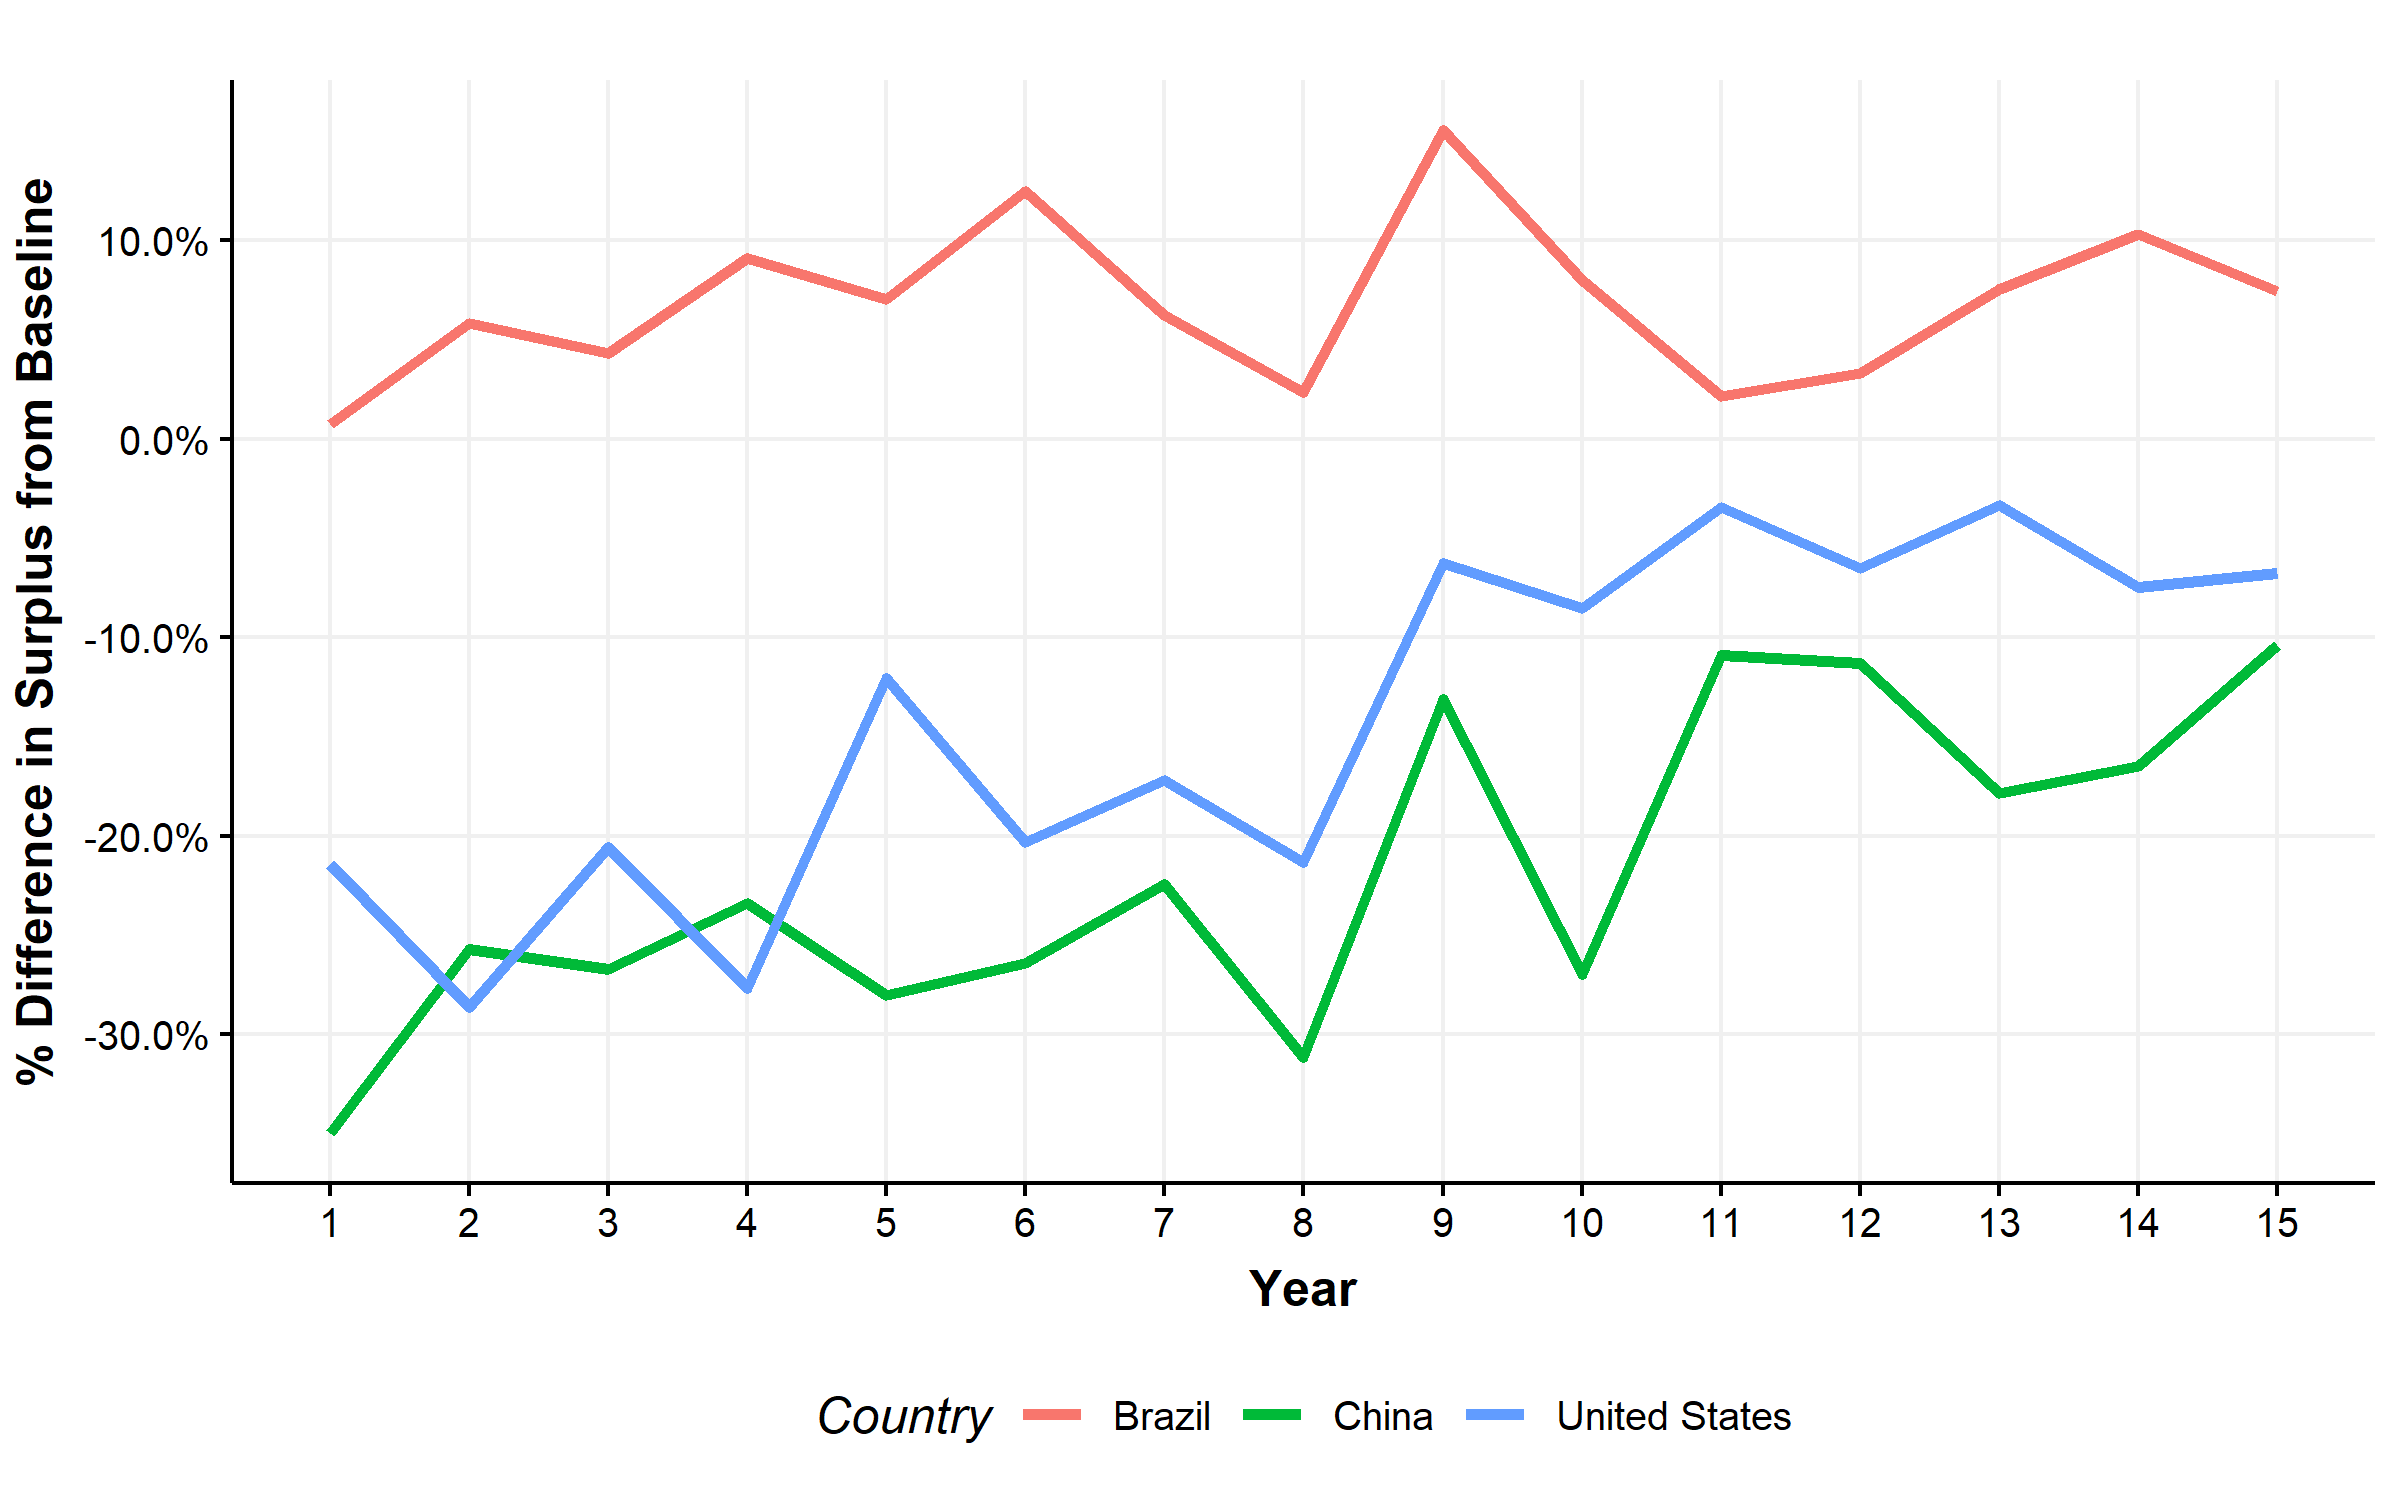 % Difference in Surplus from Baseline
10.0%
0.0%
-10.0%
-20.0%
-30.0%
1 2 3 4 5 6 7 8 9 10 11 12 13 14 15
Year
Country Brazil China United States